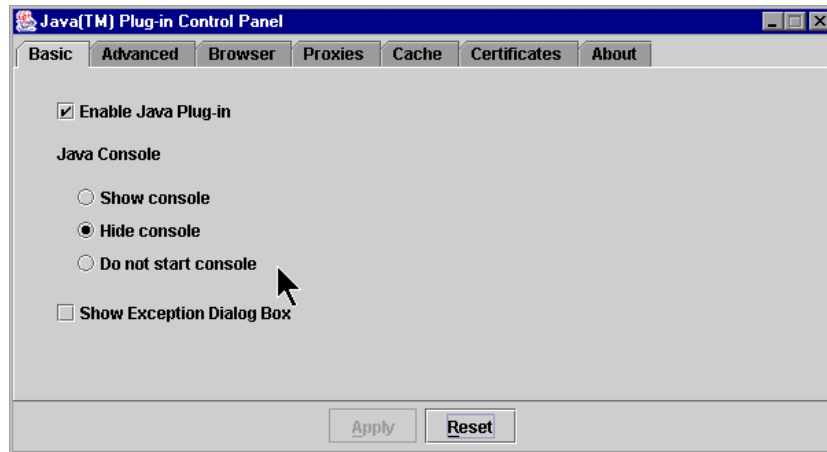 Java(TM) Plug-in Control Panel
Basic Advanced Browser Proxies Cache Certificates About
Enable Java Plug-in
Java Console
Show console
Hide console
Do not start console
Show Exception Dialog Box
Apply Reset